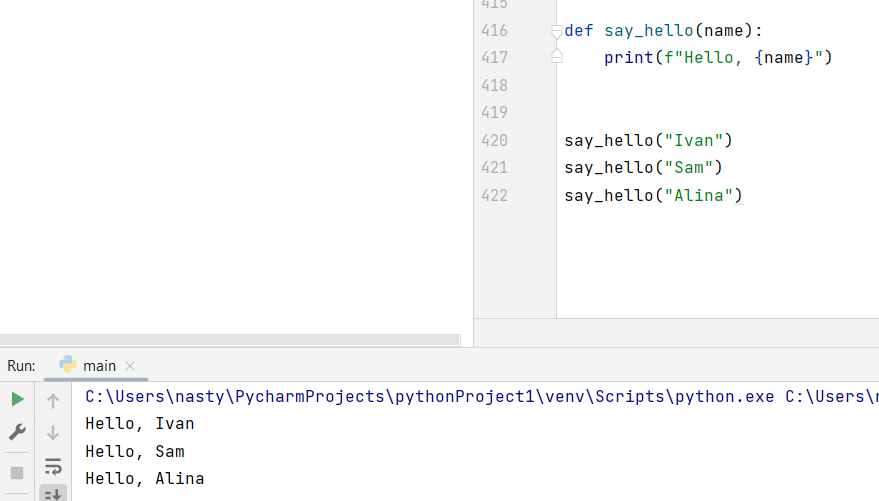 415
416 def say_hello(name):
417     print(f"Hello, {name}")
418
419
420 say_hello("Ivan")
421 say_hello("Sam")
422 say_hello("Alina")
Run: main
C:\Users\nasty\PycharmProjects\pythonProject1\venv\Scripts\python.exe C:\Users\
Hello, Ivan
Hello, Sam
Hello, Alina